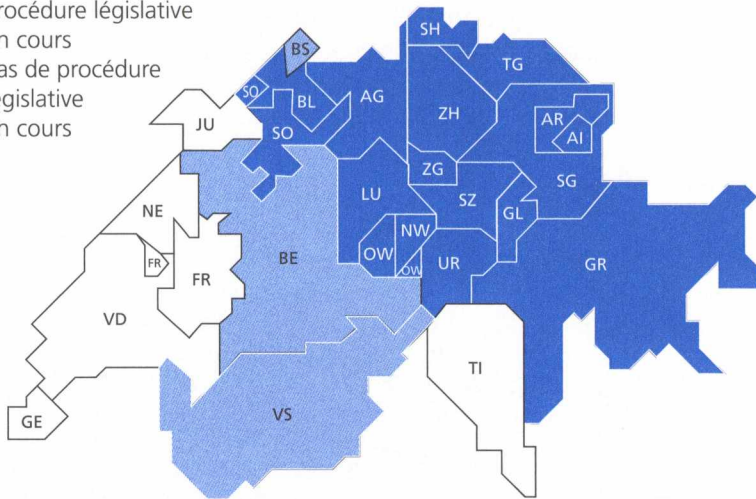 rocédure législative
n cours
as de procédure
égislative
n cours
SH
BS
TG
SO
BL
AG
ZH
AR
AI
JU
SO
ZG
SG
LU
SZ
GL
NE
NW
OW
OW
UR
FR
FR
BE
GR
VD
TI
GE
VS